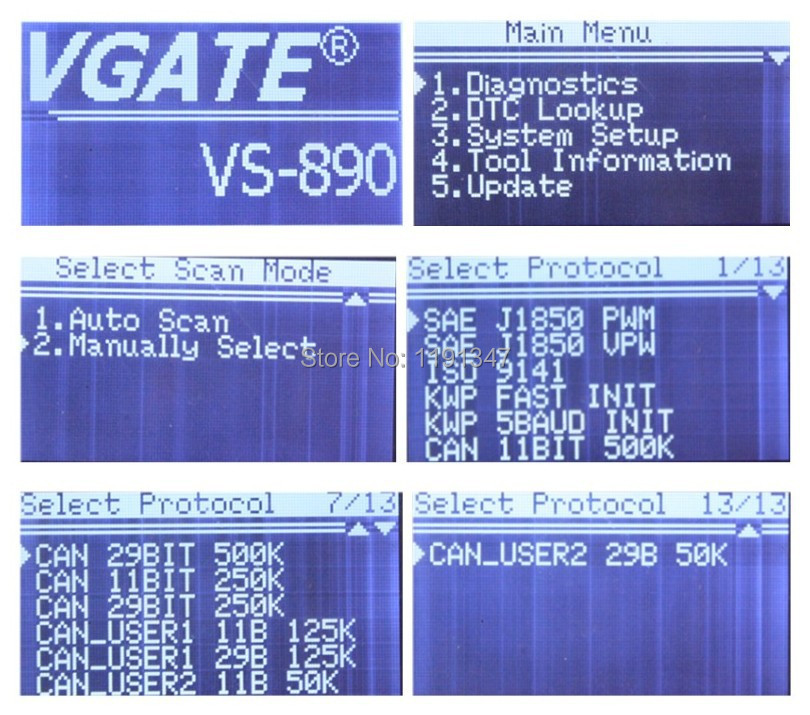 VGATE®
VS-890
Main Menu
1.Diagnostics
2.DTC Lookup
3.System Setup
4.Tool Information
5.Update
Select Scan Mode
1.Auto Scan
2.Manually Select
Select Protocol 1/13
SAE J1850 PWM
SAE J1850 VPW
ISO 9141
KWP FAST INIT
KWP 5BAUD INIT
CAN 11BIT 500K
Store No: 1191347
Select Protocol 7/13
CAN 29BIT 500K
CAN 11BIT 250K
CAN 29BIT 250K
CAN_USER1 11B 125K
CAN_USER1 29B 125K
CAN_USER2 11B 50K
Select Protocol 13/13
CAN_USER2 29B 50K